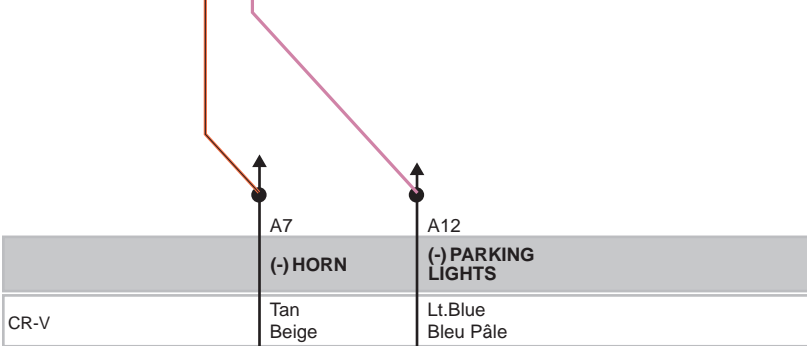 A7
A12
(-) HORN
(-) PARKING
LIGHTS
CR-V
Tan
Beige
Lt.Blue
Bleu Pâle